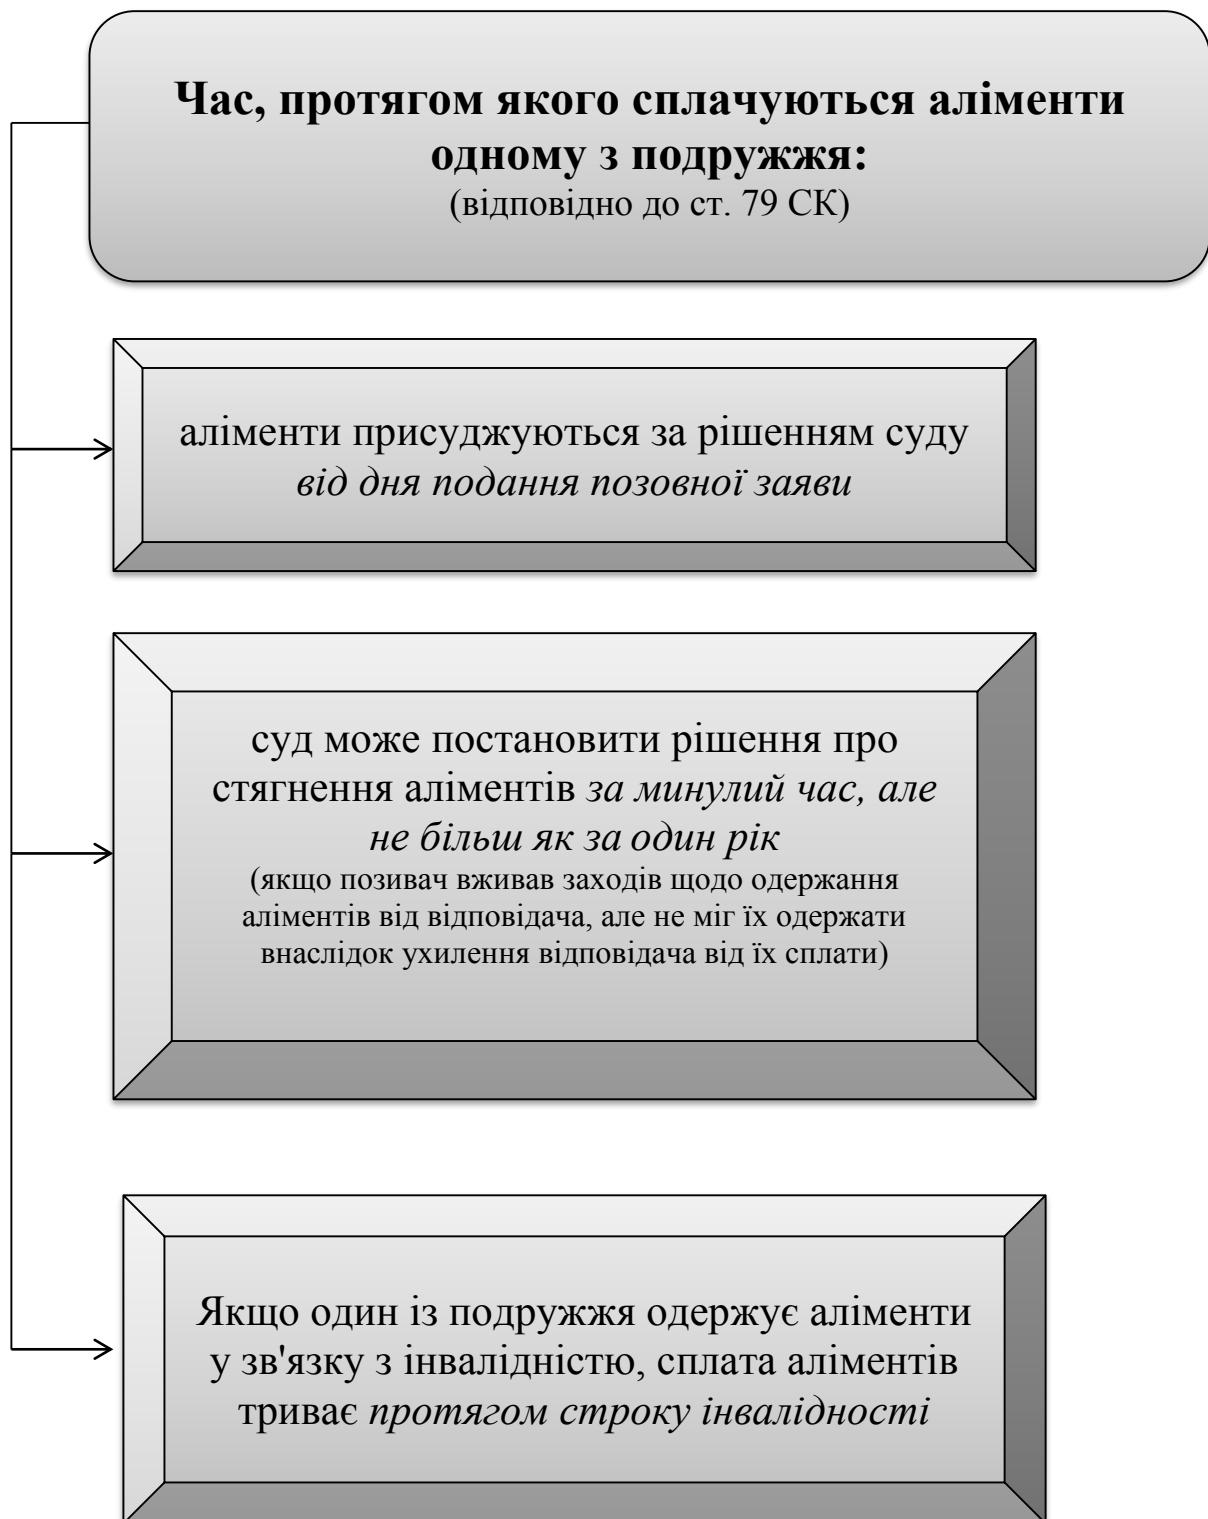 Час, протягом якого сплачуються аліменти
одному з подружжя:
(відповідно до ст. 79 СК)
аліменти присуджуються за рішенням суду
від дня подання позовної заяви
суд може постановити рішення про
стягнення аліментів за минулий час, але
не більш як за один рік
(якщо позивач вживав заходів щодо одержання
аліментів від відповідача, але не міг їх одержати
внаслідок ухилення відповідача від їх сплати)
Якщо один із подружжя одержує аліменти
у зв'язку з інвалідністю, сплата аліментів
триває протягом строку інвалідності